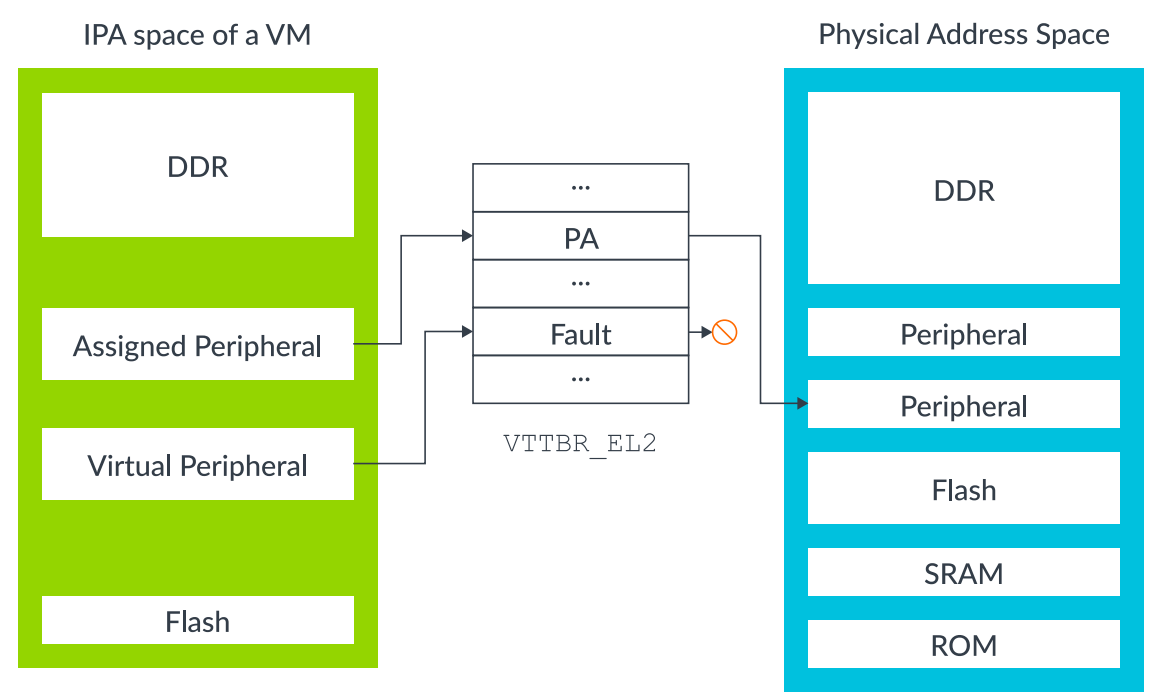 IPA space of a VM
DDR
Assigned Peripheral
Virtual Peripheral
Flash
...
PA
...
Fault
...
VTTBR_EL2
Physical Address Space
DDR
Peripheral
Peripheral
Flash
SRAM
ROM